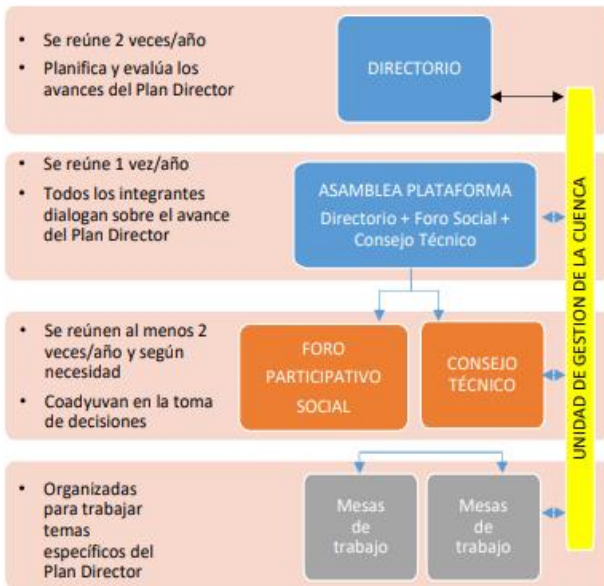 • Se reúne 2 veces/año
• Planifica y evalúa los
avances del Plan Director
DIRECTORIO
• Se reúne 1 vez/año
• Todos los integrantes
dialogan sobre el avance
del Plan Director
ASAMBLEA PLATAFORMA
Directorio + Foro Social +
Consejo Técnico
• Se reúnen al menos 2
veces/año y según
necesidad
• Coadyuvan en la toma
de decisiones
FORO
PARTICIPATIVO
SOCIAL
CONSEJO
TÉCNICO
• Organizadas
para trabajar
temas
específicos del
Plan Director
Mesas
de
trabajo
Mesas
de
trabajo
UNIDAD DE GESTION DE LA CUENCA